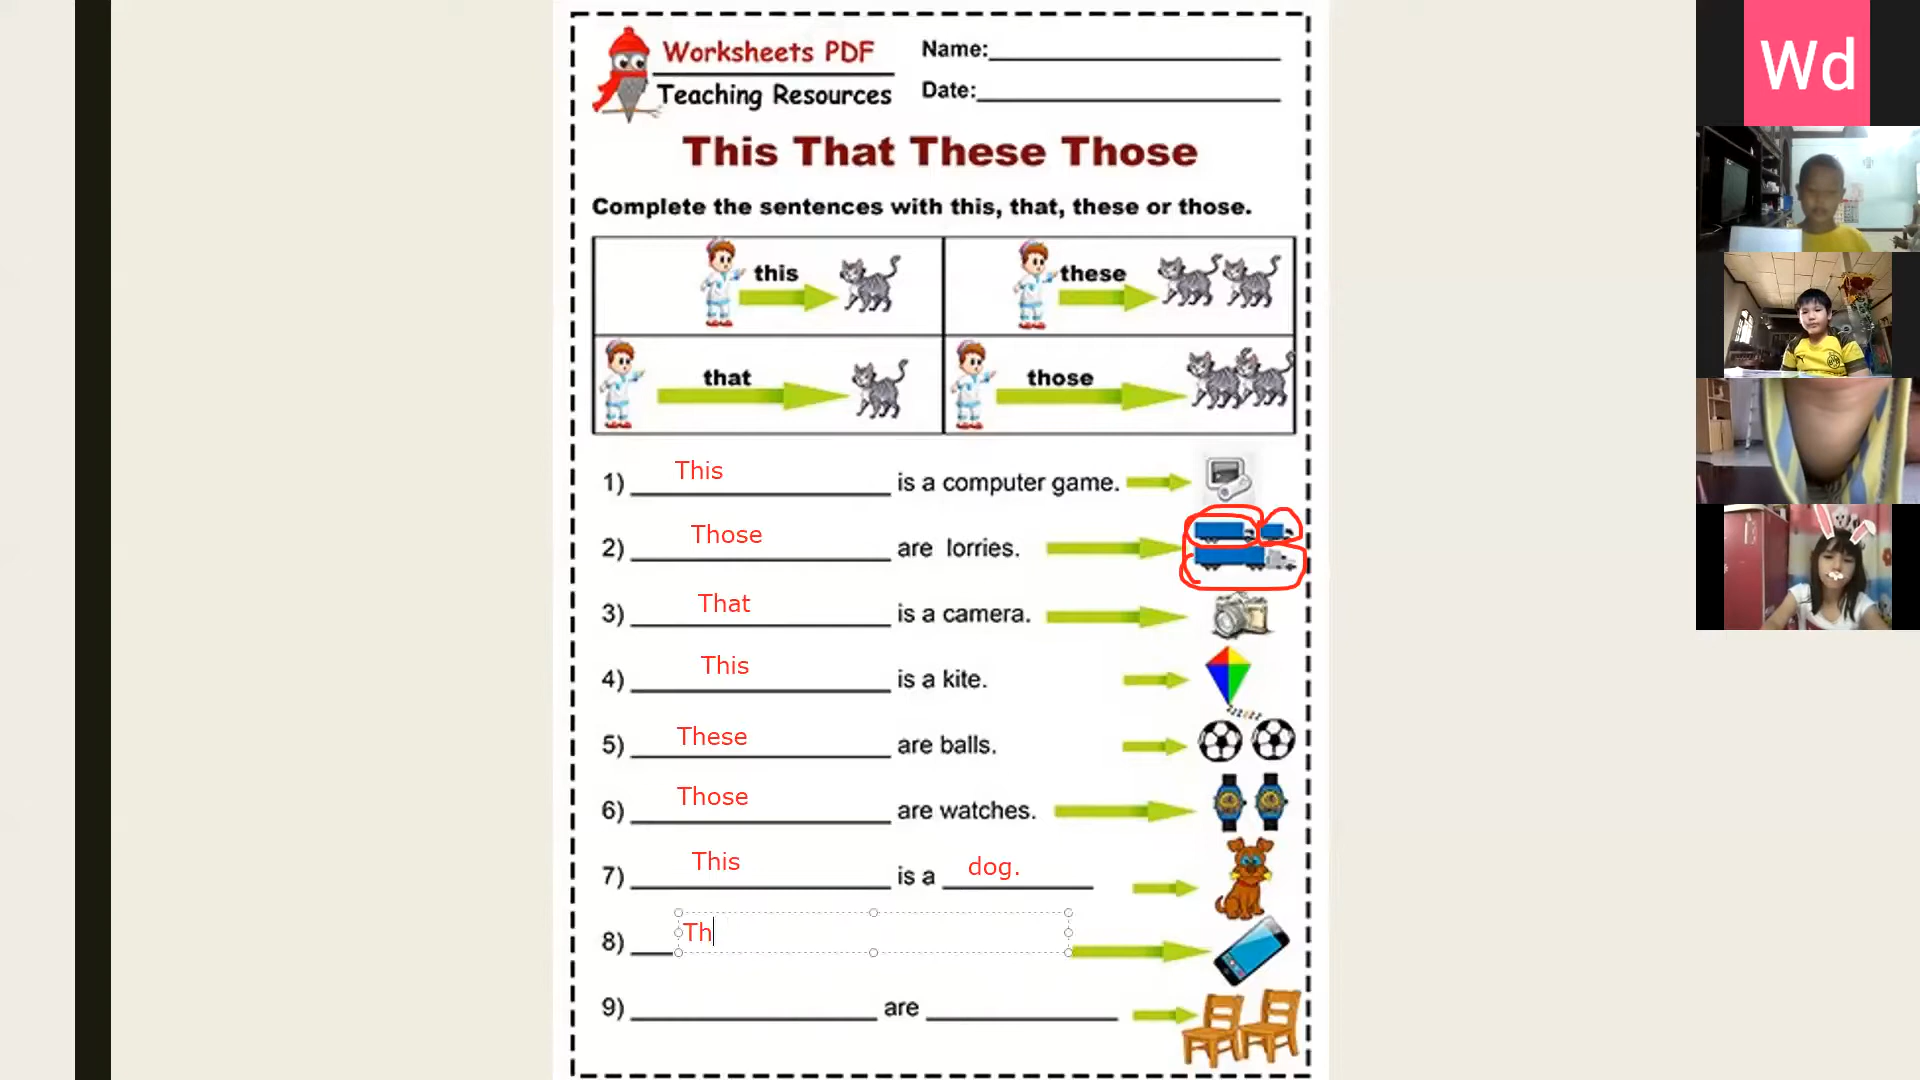 Worksheets PDF
Teaching Resources
Name:
Date:
This That These Those
Complete the sentences with this, that, these or those.
this
these
that
those
1) This is a computer game.
2) Those are lorries.
3) That is a camera.
4) This is a kite.
5) These are balls.
6) Those are watches.
7) This is a dog.
8) Th
9) are
Wd